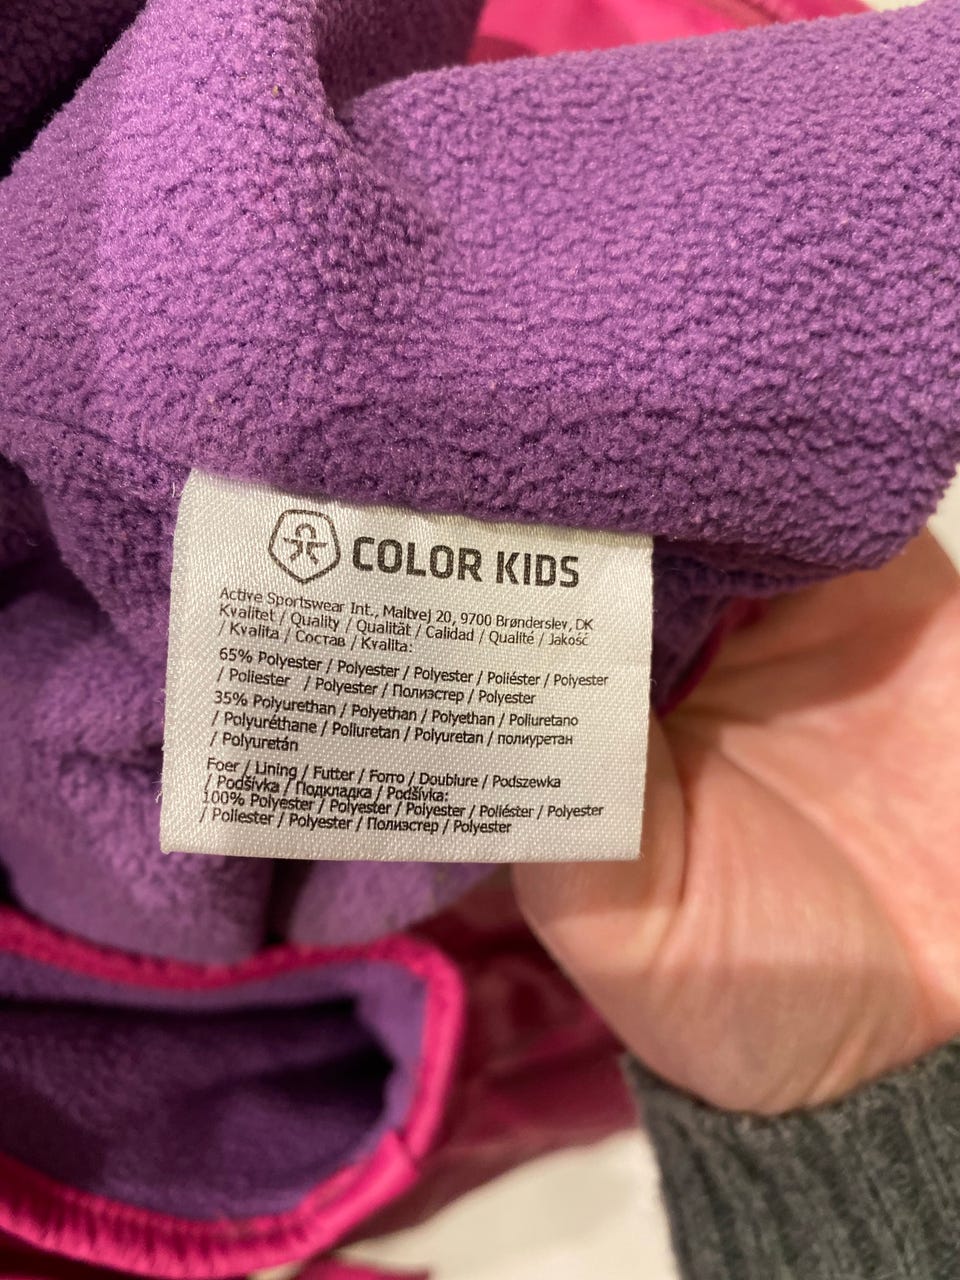 COLOR KIDS
Active Sportswear Int., Maltvej 20, 9700 Brønderslev, DK
Kvalitet / Quality / Qualität / Calidad / Qualité / Jakość
/ Kvalita / Состав / Kvalita:
65% Polyester / Polyester / Polyester / Poliéster / Polyester
/ Poliester / Polyester / Полиэстер / Polyester
35% Polyurethan / Polyethan / Polyethan / Poliuretano
/ Polyuréthane / Poliuretan / Polyuretan / полиуретан
/ Polyuretán
Foer / Lining / Futter / Forro / Doublure / Podszewka
/ Podšívka / Подкладка / Podšívka:
100% Polyester / Polyester / Polyester / Poliéster / Polyester
/ Poliester / Polyester / Полиэстер / Polyester